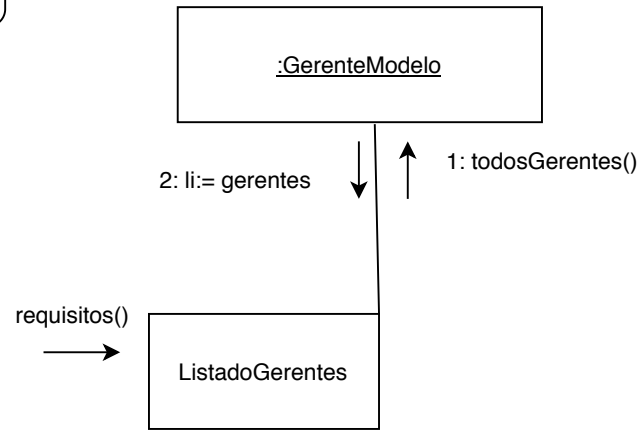 :GerenteModelo
1: todosGerentes()
2: li:= gerentes
requisitos()
ListadoGerentes